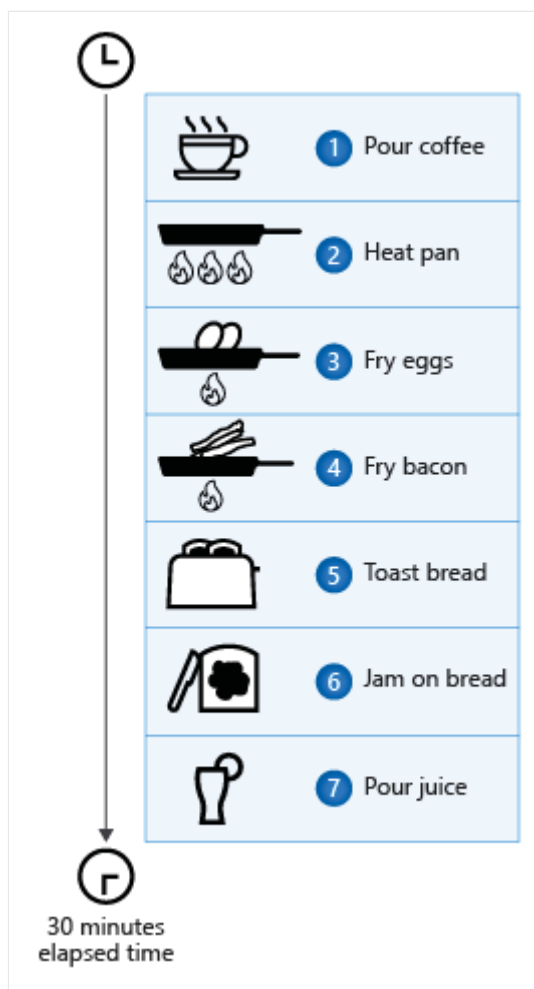 1 Pour coffee
2 Heat pan
3 Fry eggs
4 Fry bacon
5 Toast bread
6 Jam on bread
7 Pour juice
30 minutes
elapsed time